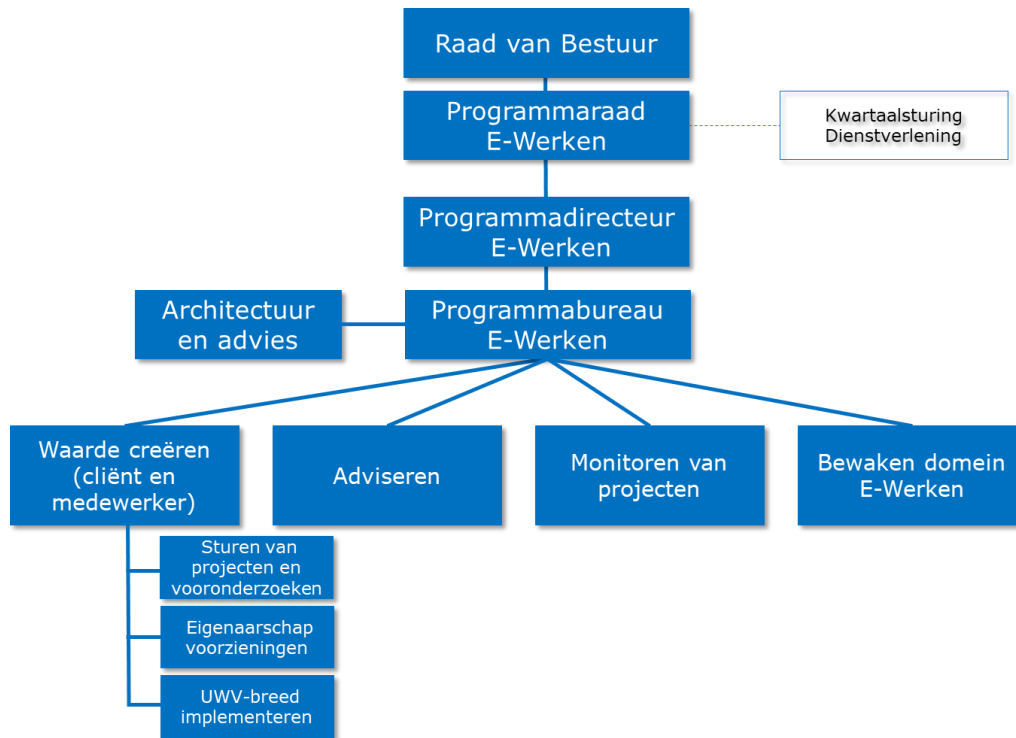 Raad van Bestuur
Programmaraad
E-Werken
Kwartaalsturing
Dienstverlening
Programmadirecteur
E-Werken
Architectuur
en advies
Programmabureau
E-Werken
Waarde creëren
(cliënt en
medewerker)
Adviseren
Monitoren van
projecten
Bewaken domein
E-Werken
Sturen van
projecten en
vooronderzoeken
Eigenaarschap
voorzieningen
UWV-breed
implementeren